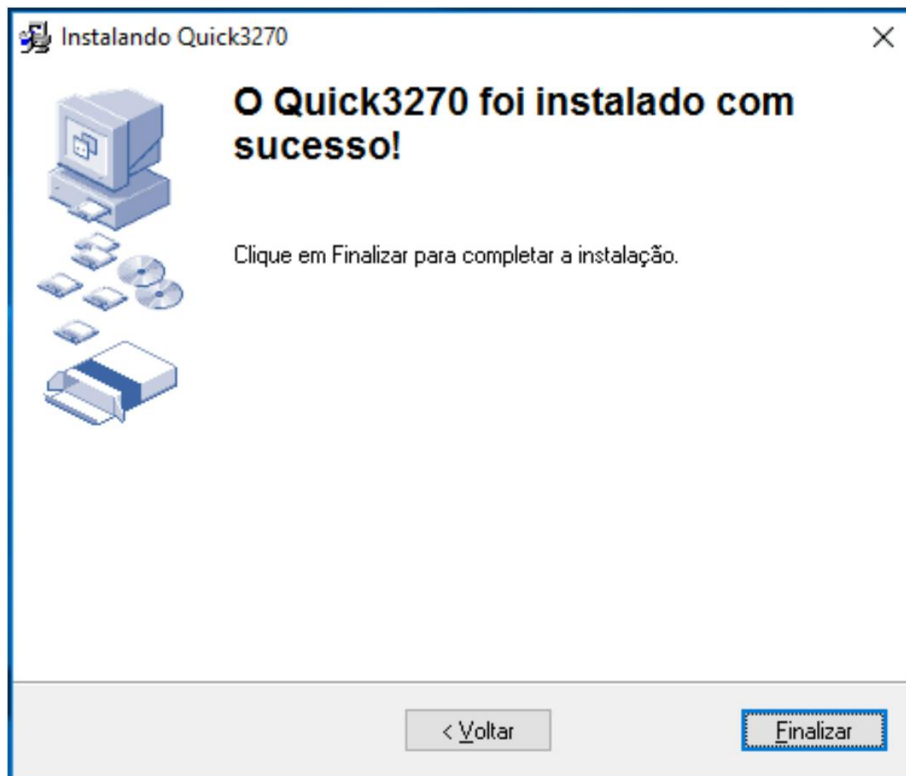 Instalando Quick3270
O Quick3270 foi instalado com
sucesso!
Clique em Finalizar para completar a instalação.
< Voltar
Finalizar